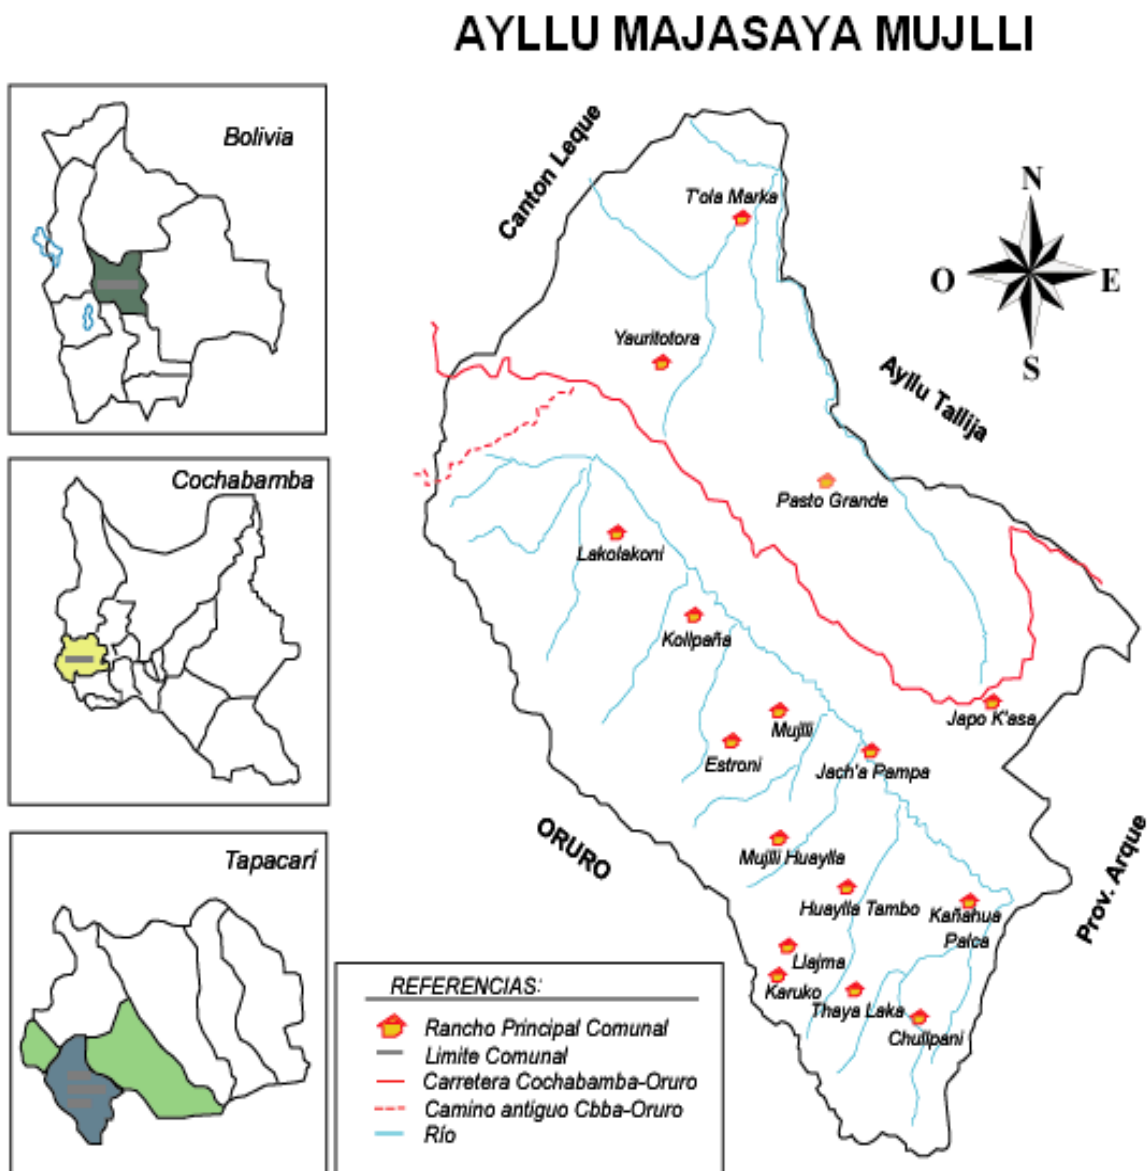 AYLLU MAJASAYA MUJLLI
Bolivia
Cochabamba
Tapacarí
Canton Leque
T'ola Marka
N
O
E
S
Yauritotora
Ayllu Tallija
Pasto Grande
Lakolakoni
Kollpaña
Mujlli
Japo K'asa
Estroni
Jach'a Pampa
ORURO
Mujlli Huaylla
Prov. Arque
Huaylla Tambo
Kañahua
Palca
Llajma
Karuko
Thaya Laka
Chullpani
REFERENCIAS:
Rancho Principal Comunal
Limite Comunal
Carretera Cochabamba-Oruro
Camino antiguo Cbba-Oruro
Río